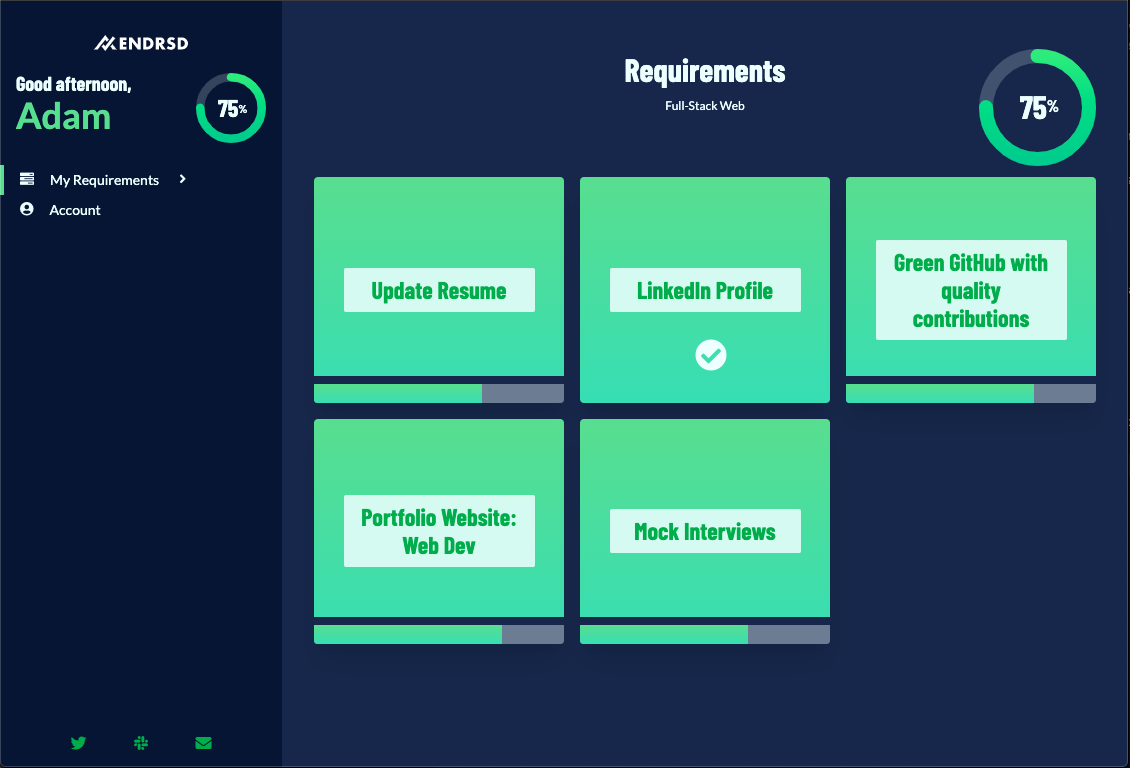 ENDRSD
Good afternoon,
Adam
75%
My Requirements
Account
Requirements
Full-Stack Web
75%
Update Resume
LinkedIn Profile
Green GitHub with
quality
contributions
Portfolio Website:
Web Dev
Mock Interviews